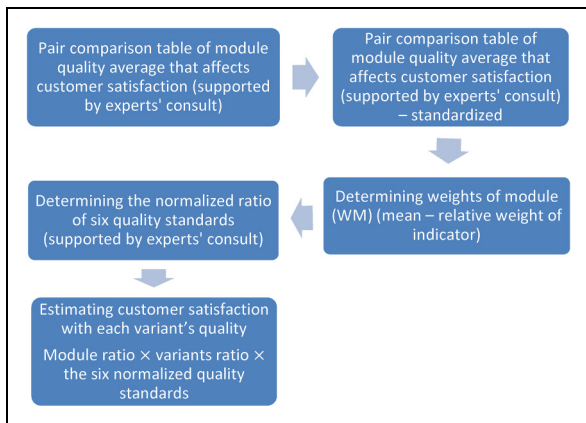 Pair comparison table of module
quality average that affects
customer satisfaction (supported
by experts' consult)
Pair comparison table of
module quality average that
affects customer satisfaction
(supported by experts' consult)
– standardized
Determining weights of module
(WM) (mean – relative weight of
indicator)
Determining the normalized ratio
of six quality standards
(supported by experts' consult)
Estimating customer satisfaction
with each variant's quality
Module ratio × variants ratio ×
the six normalized quality
standards